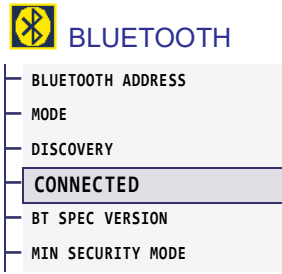 BLUETOOTH
BLUETOOTH ADDRESS
MODE
DISCOVERY
CONNECTED
BT SPEC VERSION
MIN SECURITY MODE